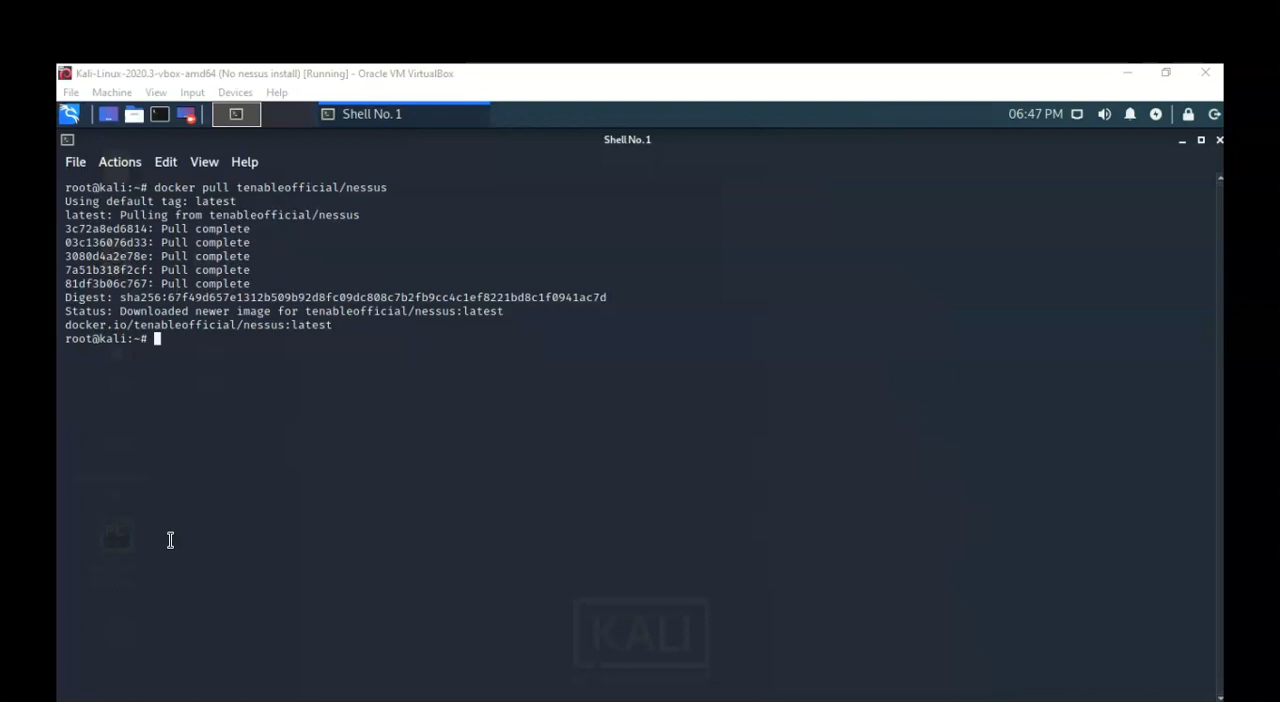 Kali-Linux-2020.3-vbox-amd64 (No nessus install) [Running] - Oracle VM VirtualBox
File Machine View Input Devices Help
Shell No. 1 06:47 PM
Shell No. 1
File Actions Edit View Help
root@kali:~# docker pull tenableofficial/nessus
Using default tag: latest
latest: Pulling from tenableofficial/nessus
3c72a8ed6814: Pull complete
03c136076d33: Pull complete
3080d4a2e78e: Pull complete
7a51b318f2cf: Pull complete
81df3b06c767: Pull complete
Digest: sha256:67f49d657e1312b509b92d8fc09dc808c7b2fb9cc4c1ef8221bd8c1f0941ac7d
Status: Downloaded newer image for tenableofficial/nessus:latest
docker.io/tenableofficial/nessus:latest
root@kali:~#
KALI